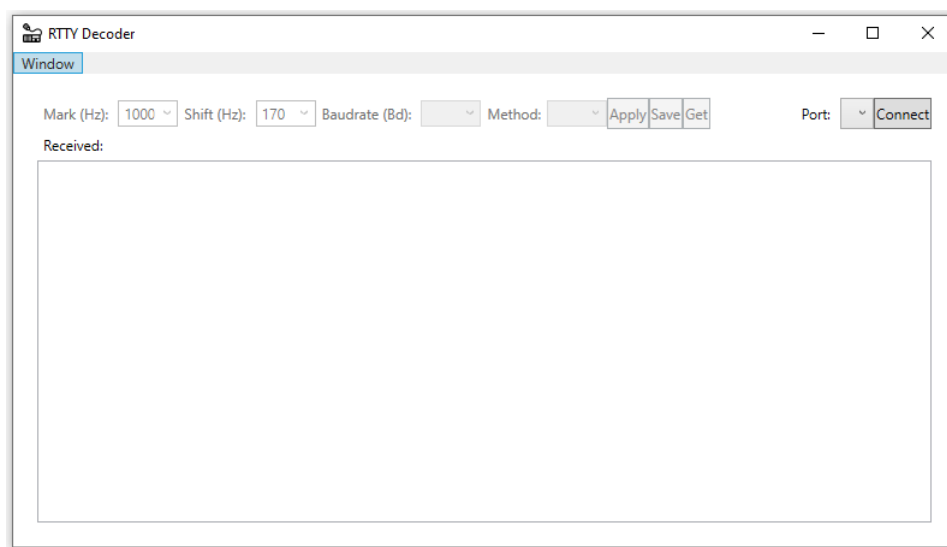 RTTY Decoder
Window
Mark (Hz): 1000 Shift (Hz): 170 Baudrate (Bd): Method: Apply Save Get Port: Connect
Received: